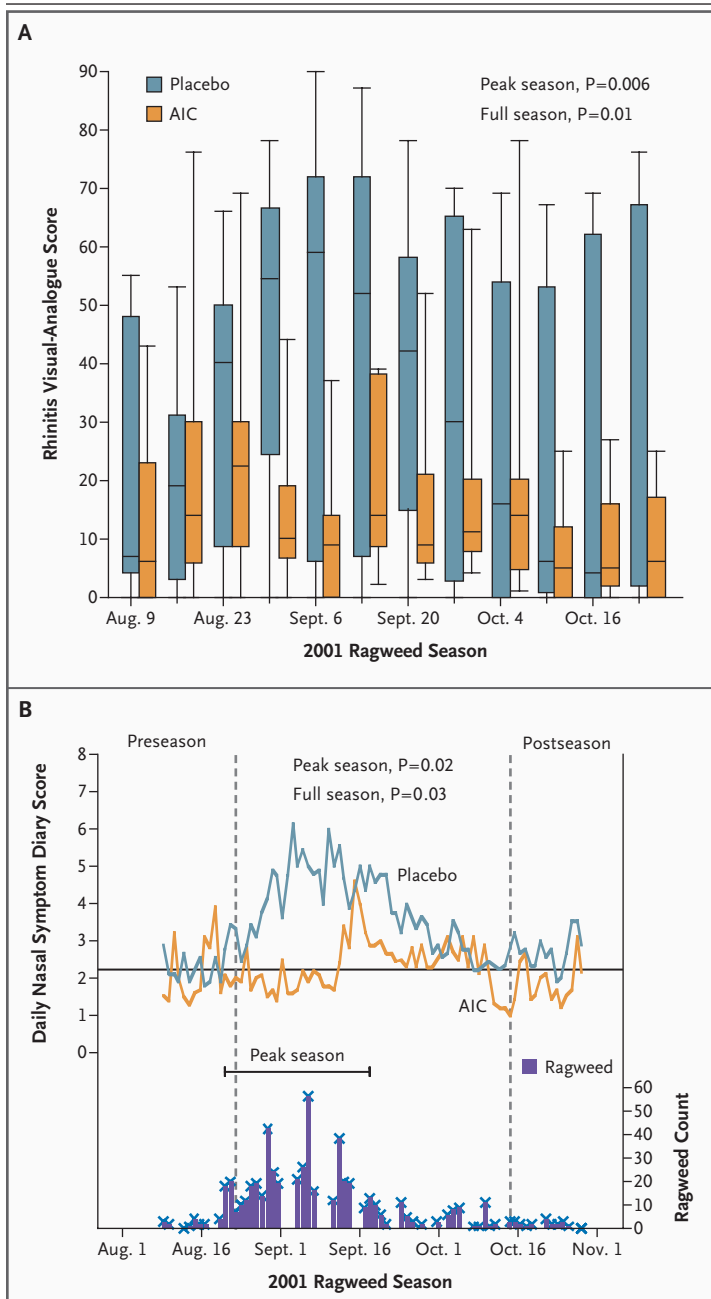 A
90
80
70
60
50
40
30
20
10
0
Rhinitis Visual-Analogue Score
Placebo
AIC
Peak season, P=0.006
Full season, P=0.01
Aug. 9 Aug. 23 Sept. 6 Sept. 20 Oct. 4 Oct. 16
2001 Ragweed Season
B
Preseason
Postseason
8
7
6
5
4
3
2
1
0
Daily Nasal Symptom Diary Score
Peak season, P=0.02
Full season, P=0.03
Placebo
AIC
Peak season
Ragweed
60
50
40
30
20
10
0
Ragweed Count
Aug. 1 Aug. 16 Sept. 1 Sept. 16 Oct. 1 Oct. 16 Nov. 1
2001 Ragweed Season